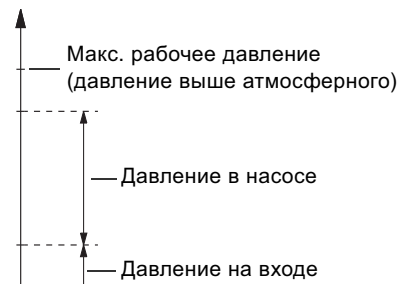 Макс. рабочее давление
(давление выше атмосферного)
Давление в насосе
Давление на входе